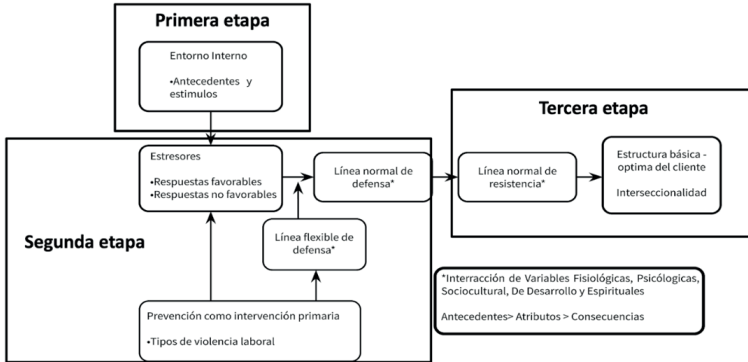 Primera etapa
Entorno Interno
•Antecedentes y
estimulos
Tercera etapa
Estresores
•Respuestas favorables
•Respuestas no favorables
Línea normal de
defensa*
Línea normal de
resistencia*
Estructura básica -
optima del cliente
Interseccionalidad
Segunda etapa
Línea flexible de
defensa*
Prevención como intervención primaria
•Tipos de violencia laboral
*Interracción de Variables Fisiológicas, Psicólogicas,
Sociocultural, De Desarrollo y Espirituales
Antecedentes> Atributos > Consecuencias